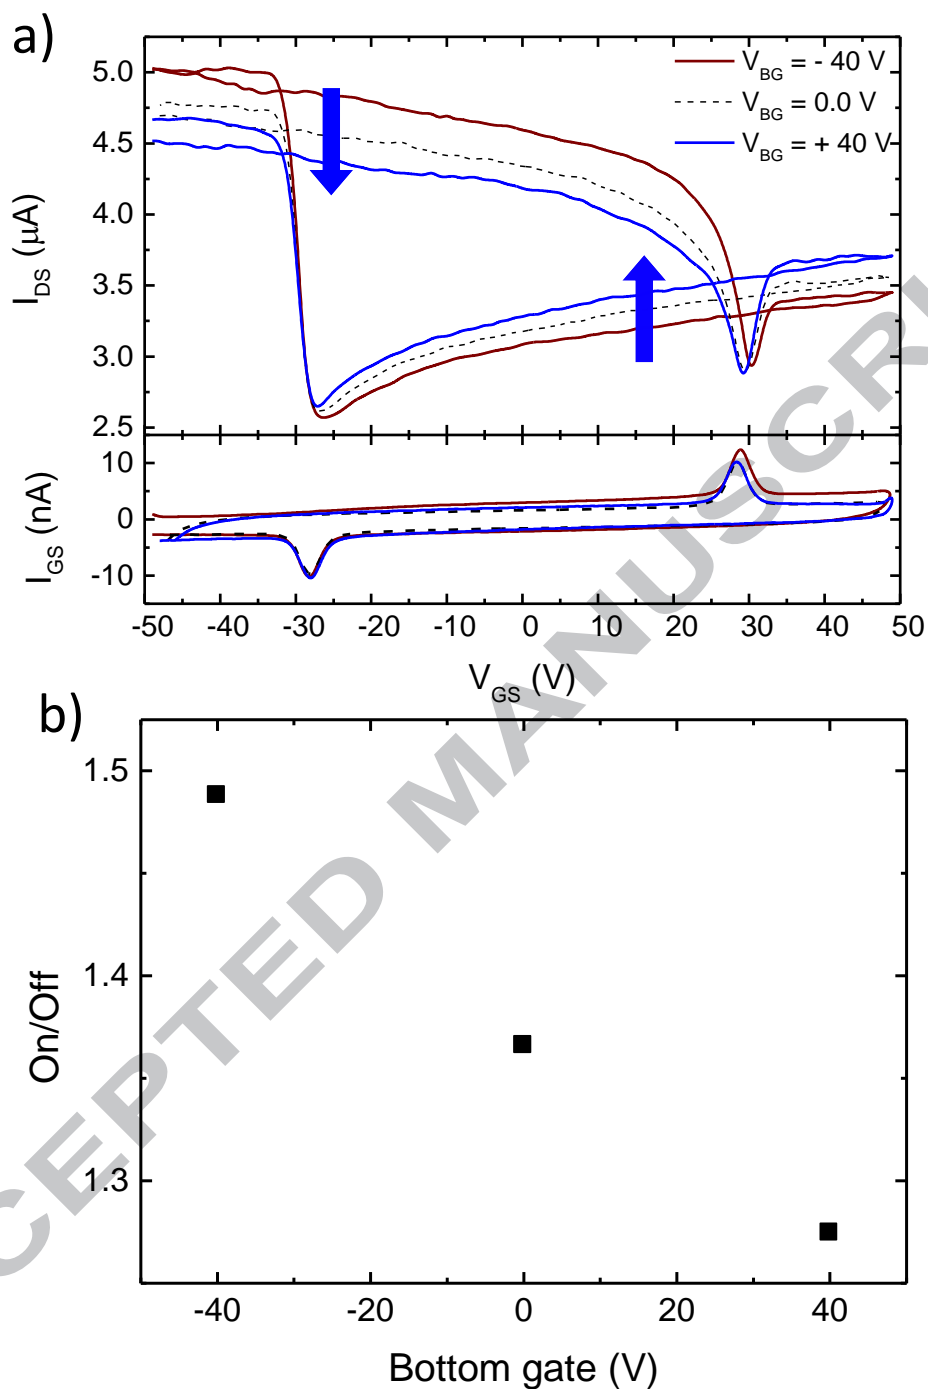 a)
V_BG = - 40 V
V_BG = 0.0 V
V_BG = + 40 V
5.0
4.5
4.0
3.5
3.0
2.5
I_DS (μA)
10
0
-10
I_GS (nA)
-50 -40 -30 -20 -10 0 10 20 30 40 50
V_GS (V)
b)
1.5
1.4
1.3
On/Off
-40 -20 0 20 40
Bottom gate (V)
CEPTED MANUSCRI